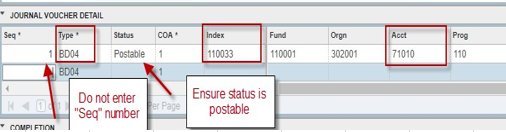 JOURNAL VOUCHER DETAIL
Seq * Type * Status COA * Index Fund Orgn Acct Prog
1 BD04 Postable 1 110033 110001 302001 71010 110
BD04 1
1 Per Page
Do not enter
"Seq" number
Ensure status is
postable
COMPLETION